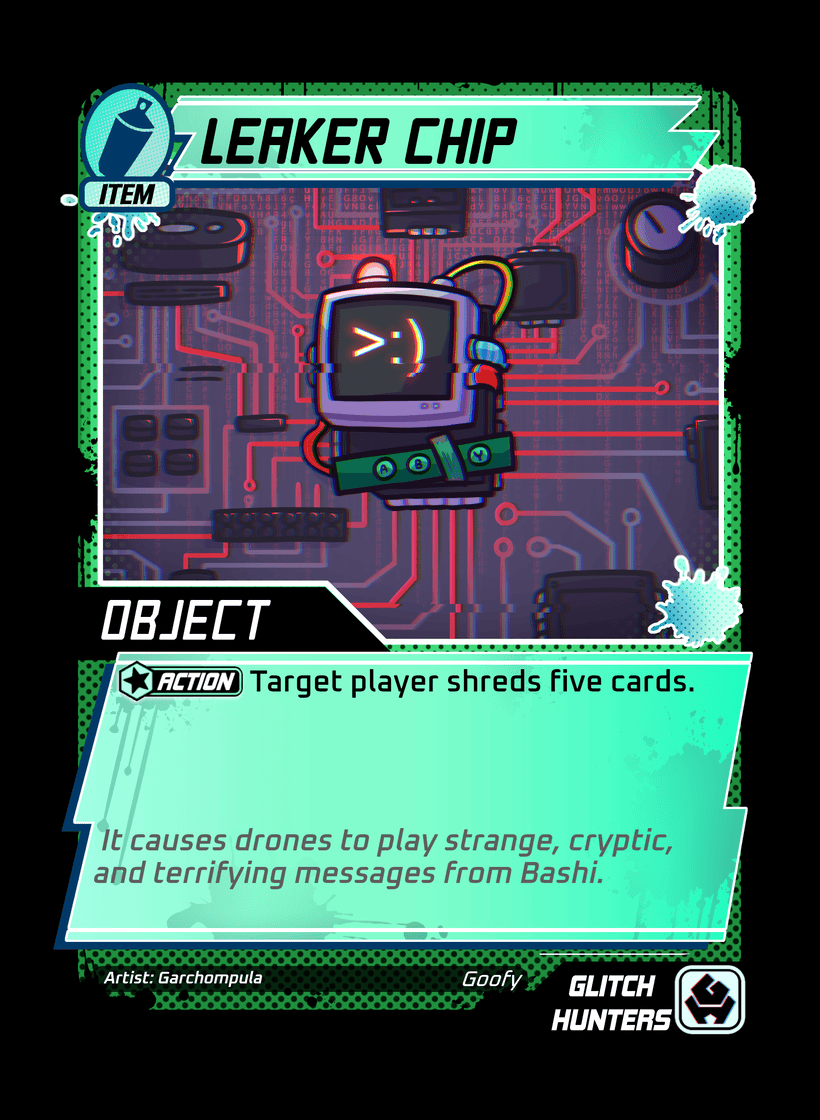 LEAKER CHIP
ITEM
>:)
A B Y
OBJECT
ACTION Target player shreds five cards.
It causes drones to play strange, cryptic,
and terrifying messages from Bashi.
Artist: Garchompula
Goofy
GLITCH
HUNTERS